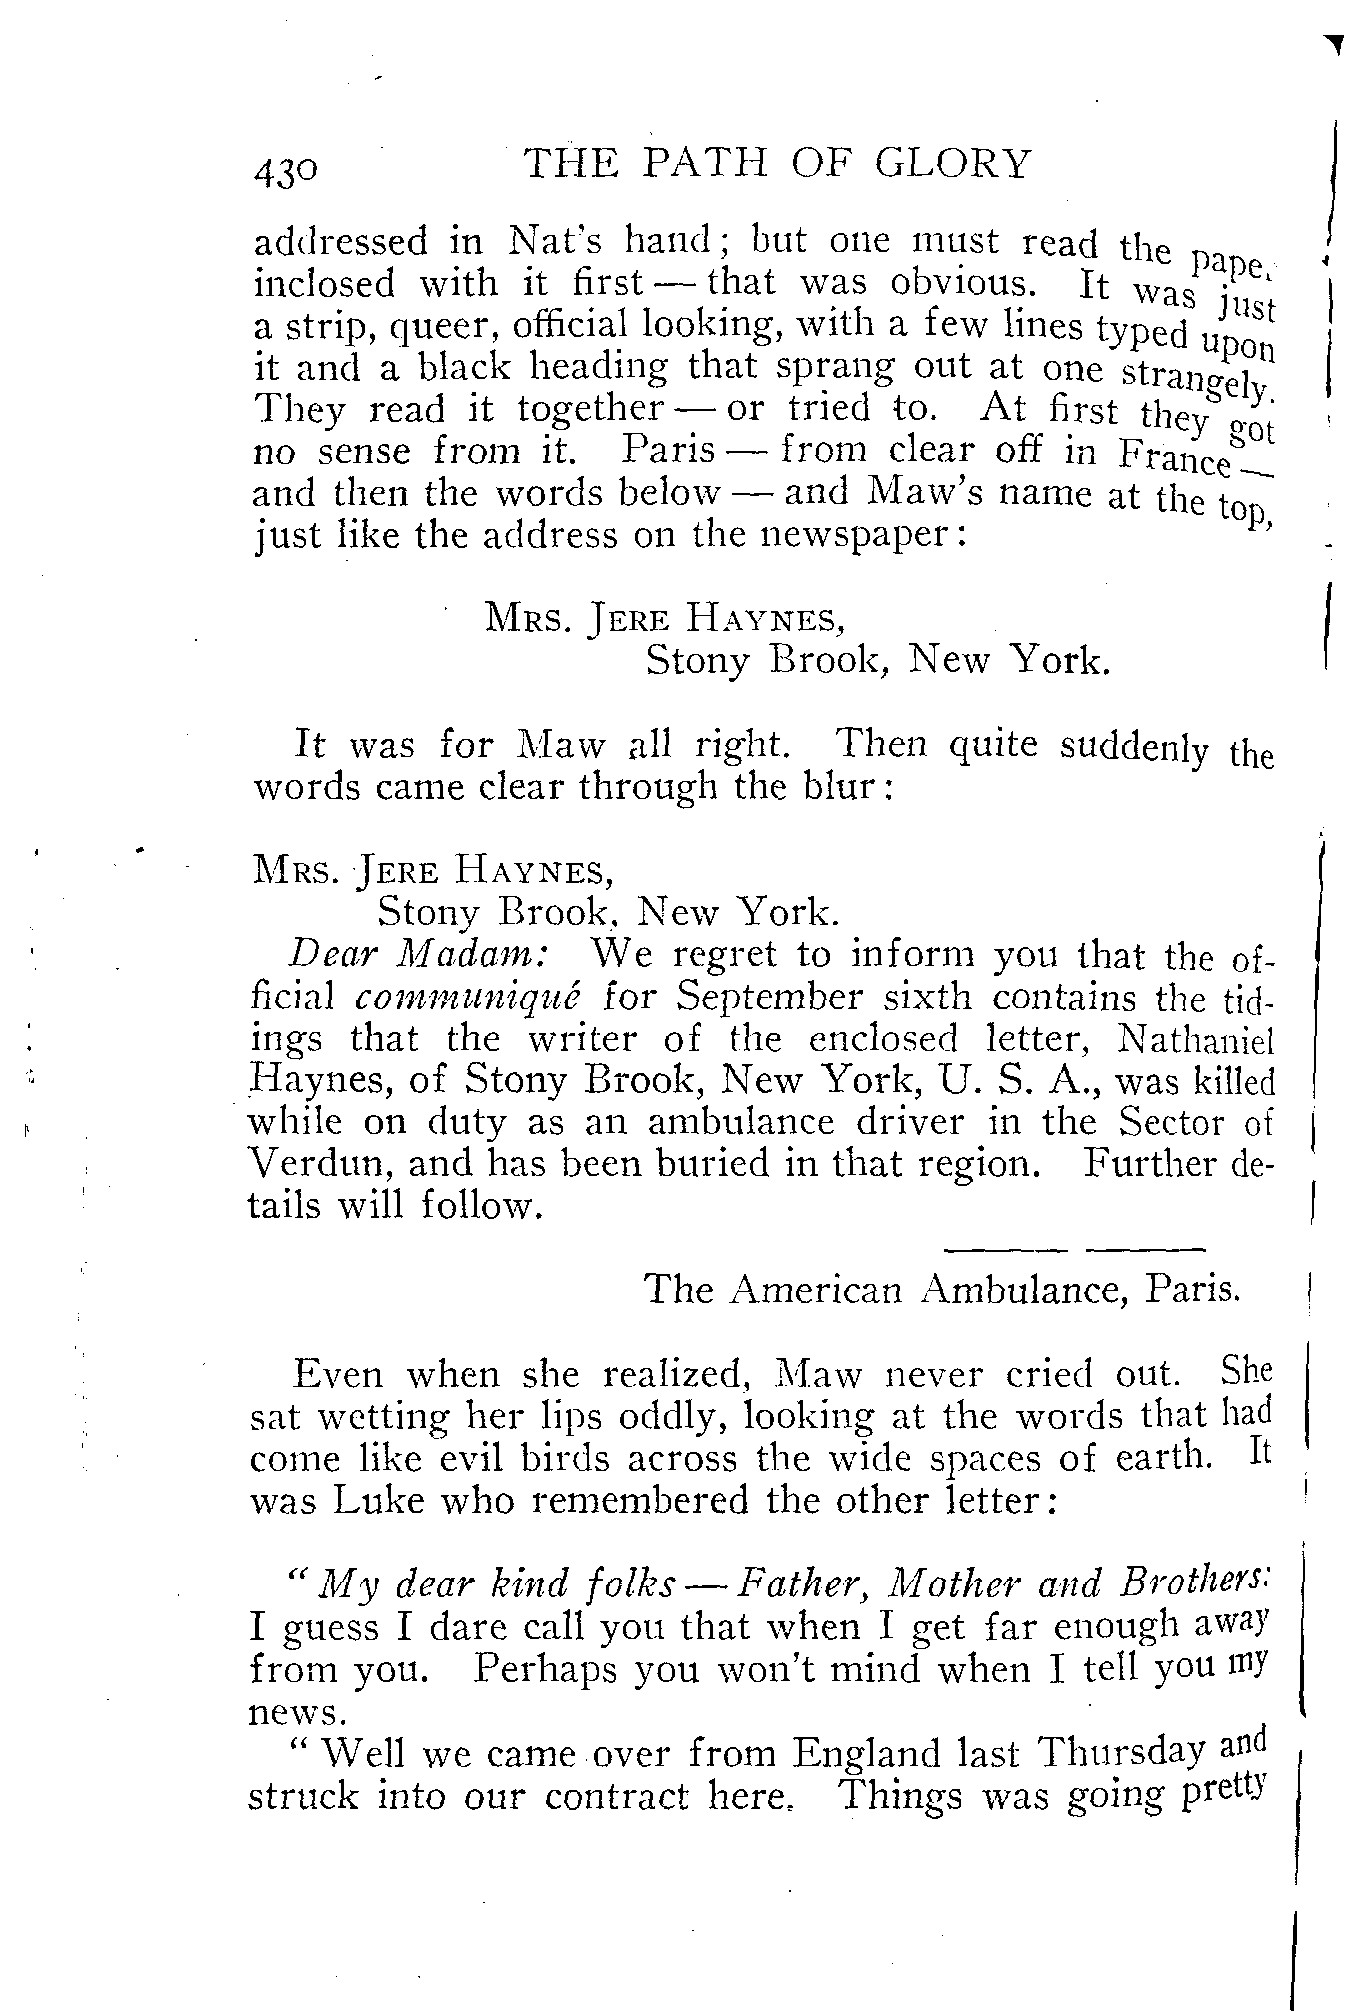 430 THE PATH OF GLORY
addressed in Nat's hand; but one must read the pape
inclosed with it first — that was obvious. It was just
a strip, queer, official looking, with a few lines typed upon
it and a black heading that sprang out at one strangely.
They read it together — or tried to. At first they got
no sense from it. Paris — from clear off in France —
and then the words below — and Maw's name at the top,
just like the address on the newspaper:
MRS. JERE HAYNES,
Stony Brook, New York.
It was for Maw all right. Then quite suddenly the
words came clear through the blur:
MRS. JERE HAYNES,
Stony Brook, New York.
Dear Madam: We regret to inform you that the of-
ficial communiqué for September sixth contains the tid-
ings that the writer of the enclosed letter, Nathaniel
Haynes, of Stony Brook, New York, U. S. A., was killed
while on duty as an ambulance driver in the Sector of
Verdun, and has been buried in that region. Further de-
tails will follow.
The American Ambulance, Paris.
Even when she realized, Maw never cried out. She
sat wetting her lips oddly, looking at the words that had
come like evil birds across the wide spaces of earth. It
was Luke who remembered the other letter:
"My dear kind folks — Father, Mother and Brothers:
I guess I dare call you that when I get far enough away
from you. Perhaps you won't mind when I tell you my
news.
"Well we came over from England last Thursday and
struck into our contract here. Things was going pretty